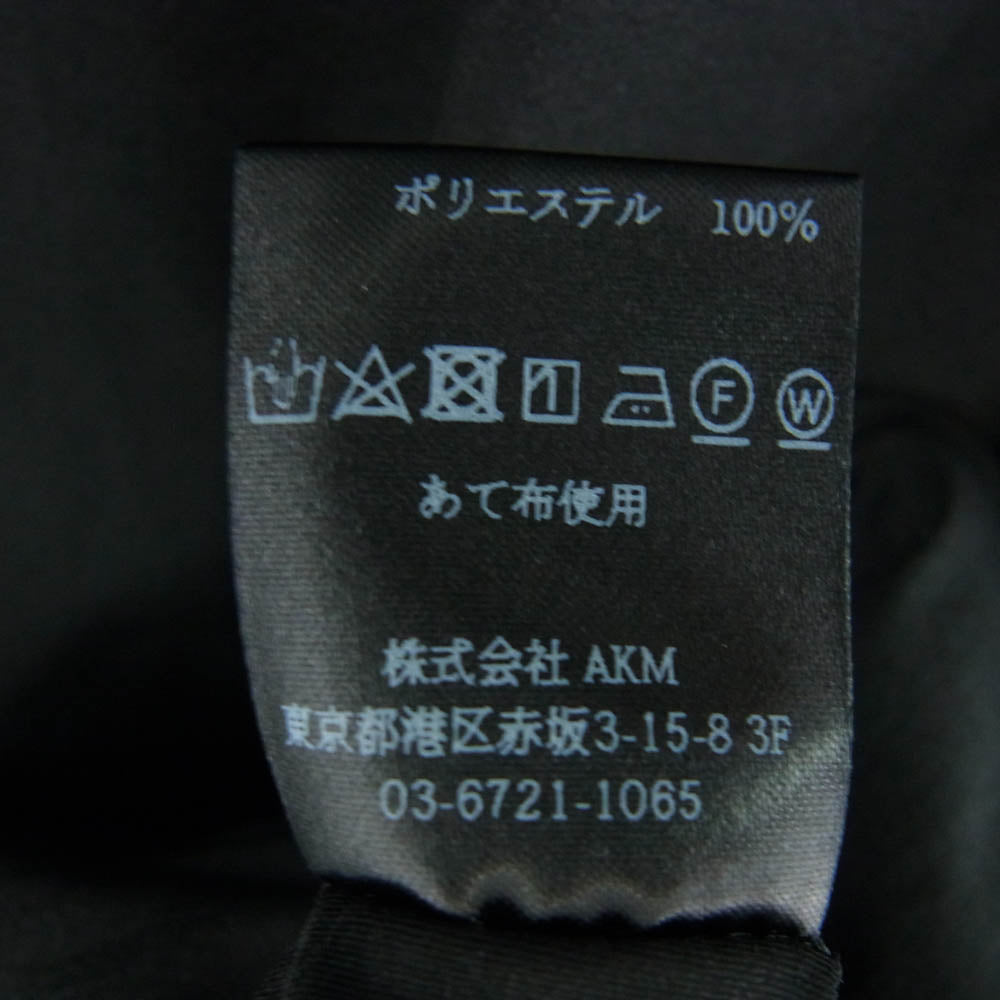 ポリエステル 100%
F W
あて布使用
株式会社 AKM
東京都港区赤坂3-15-8 3F
03-6721-1065